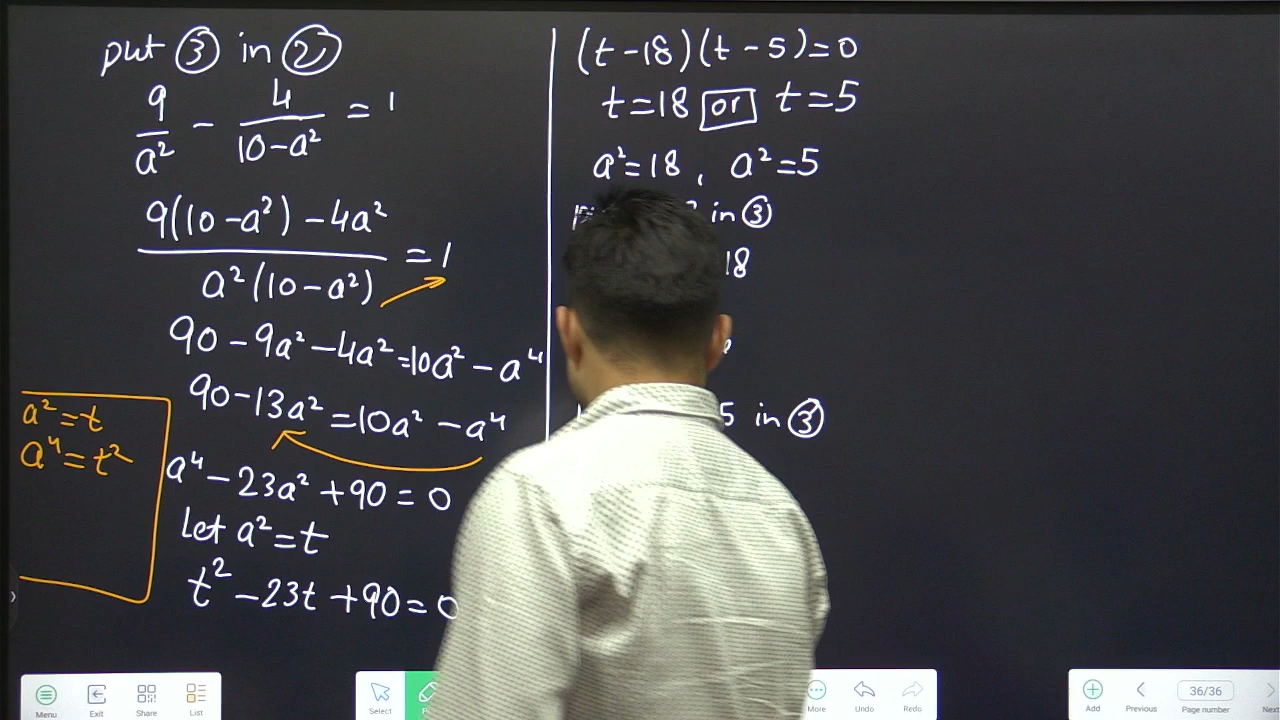 put ③ in ②
9/a² - 4/(10-a²) = 1
9(10-a²) - 4a² / a²(10-a²) = 1
90 - 9a² - 4a² = 10a² - a⁴
90 - 13a² = 10a² - a⁴
a⁴ - 23a² + 90 = 0
Let a² = t
t² - 23t + 90 = 0
a² = t
a⁴ = t²
(t-18)(t-5)=0
t=18 or t=5
a²=18, a²=5
in ③
18
5 in ③
Menu
Exit
Share
List
Select
More
Undo
Redo
Add
Previous
36/36
Page number
Next